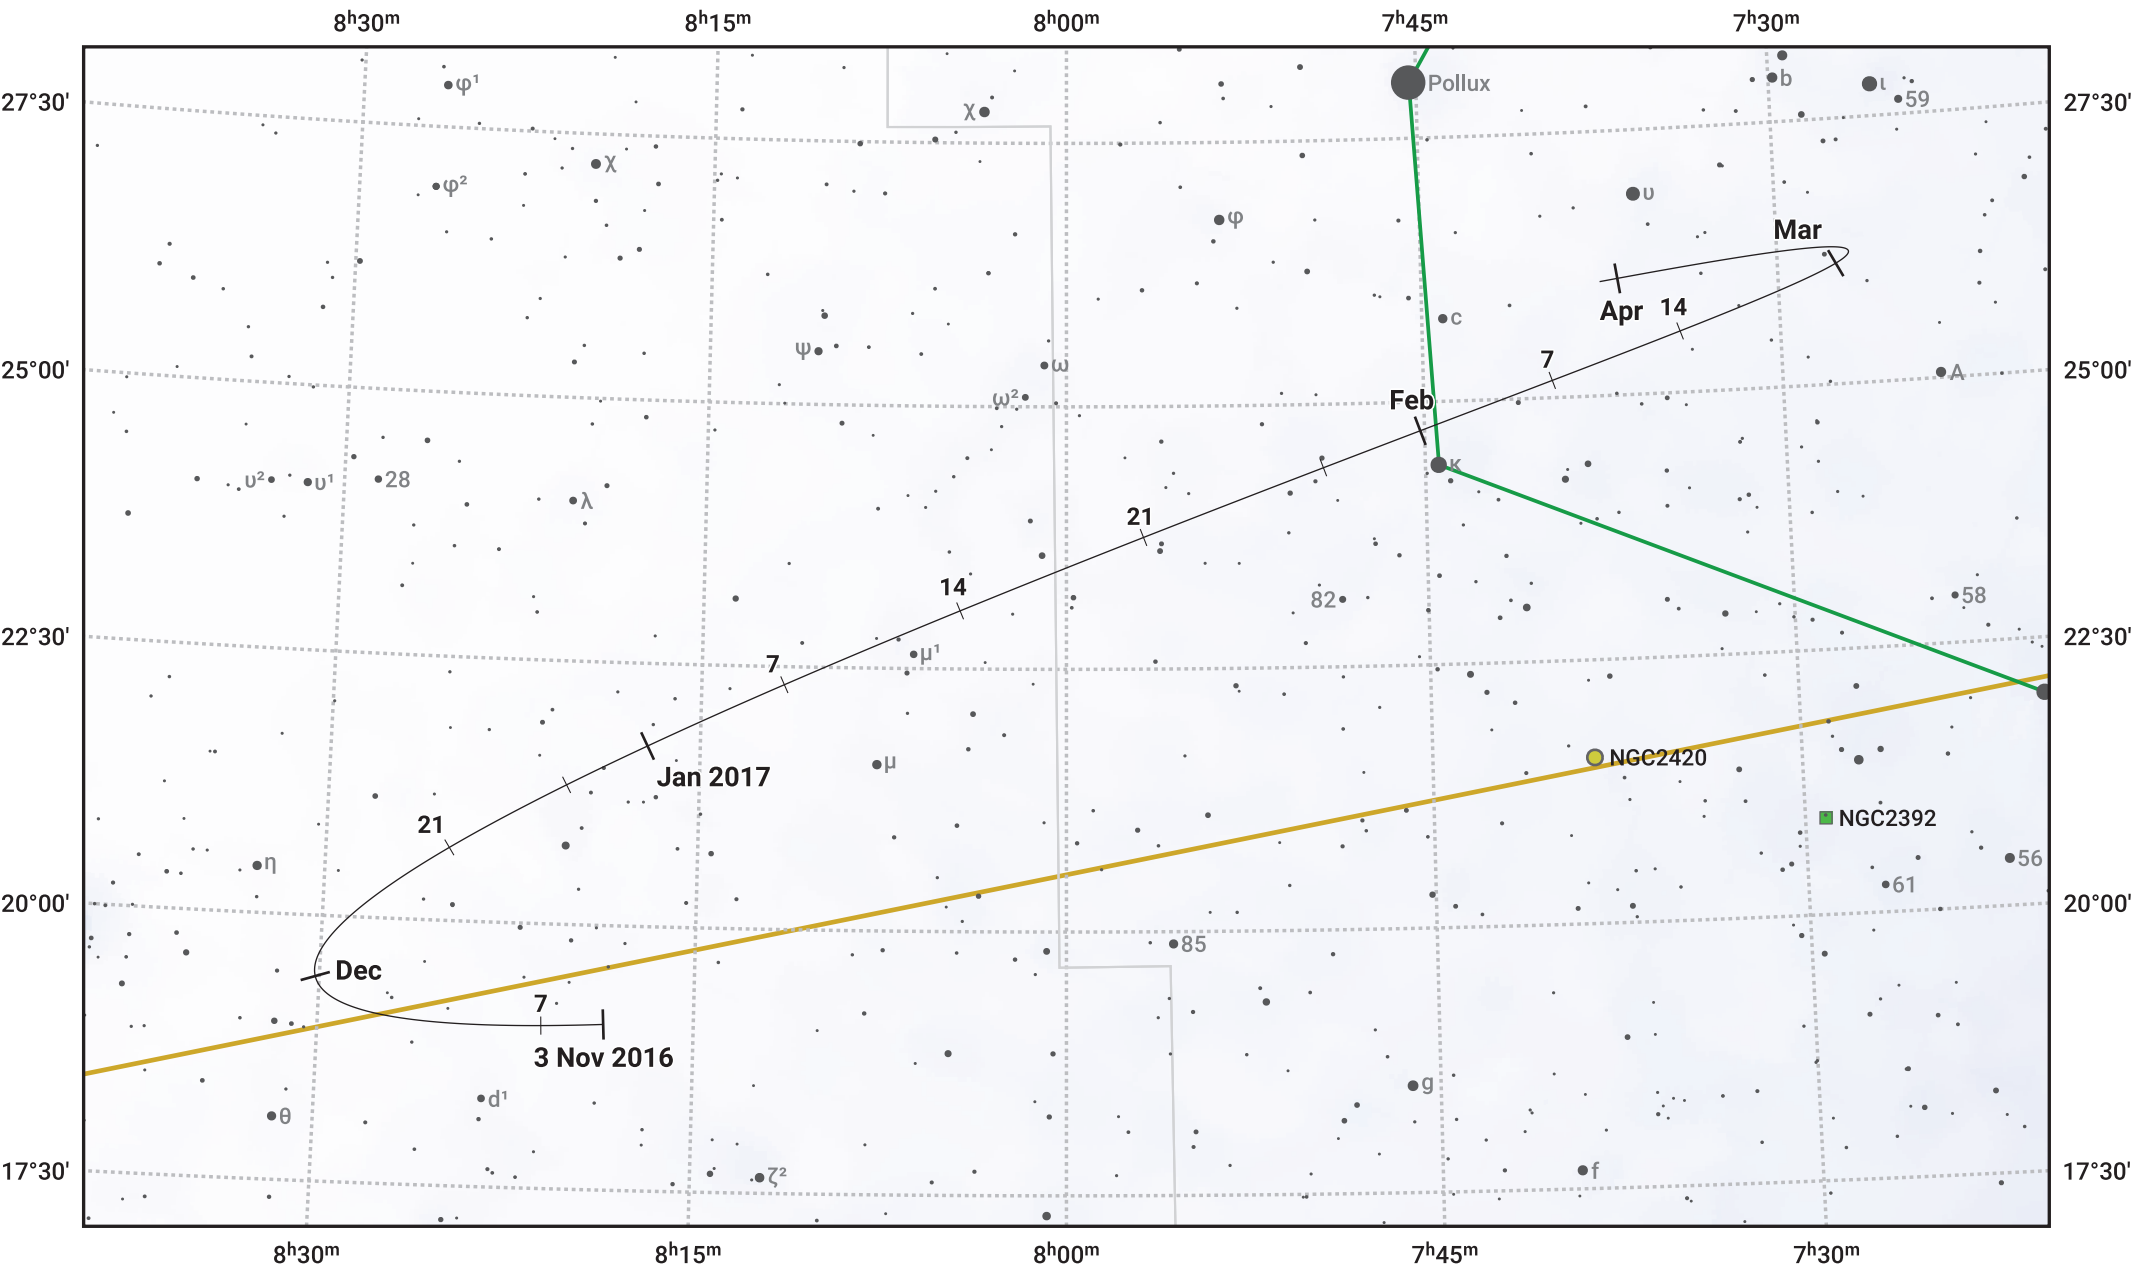 8ʰ30ᵐ 8ʰ15ᵐ 8ʰ00ᵐ 7ʰ45ᵐ 7ʰ30ᵐ
φ¹ Pollux b ι
27°30' χ 59 27°30'
χ
φ² υ
φ
Mar
Apr 14
c
ψ 7
25°00' ω A 25°00'
ω² Feb
κ
υ² υ¹ 28
λ
21
14
82 58
22°30' 22°30'
μ¹
7
NGC2420
μ
Jan 2017
21 NGC2392
η 56
61
20°00' 20°00'
85
Dec
7
3 Nov 2016
g
d¹
θ
17°30' ζ² f 17°30'
8ʰ30ᵐ 8ʰ15ᵐ 8ʰ00ᵐ 7ʰ45ᵐ 7ʰ30ᵐ